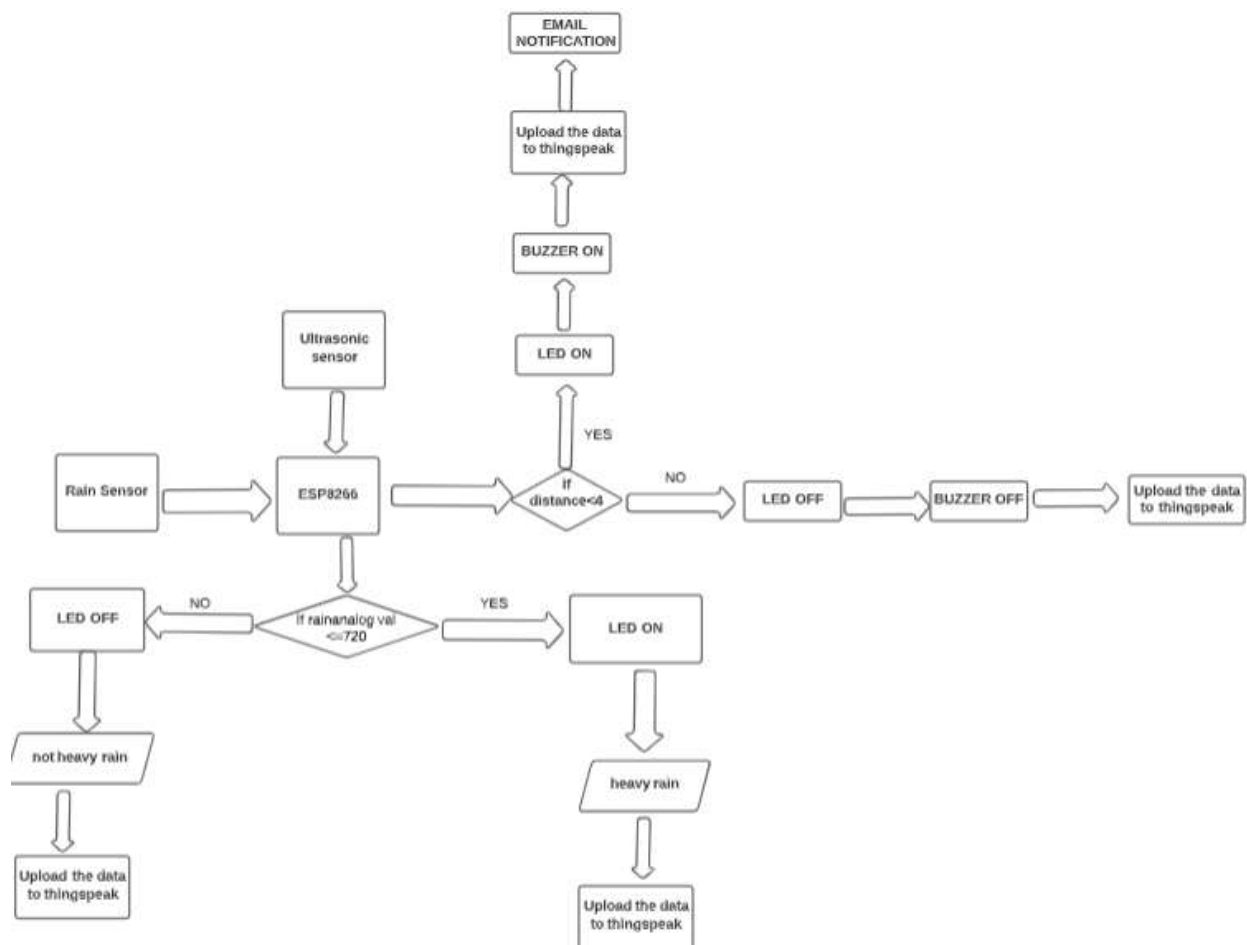 EMAIL
NOTIFICATION
Upload the data
to thingspeak
BUZZER ON
Ultrasonic
sensor
LED ON
YES
Rain Sensor
ESP8266
If
distance<4
NO
LED OFF
BUZZER OFF
Upload the data
to thingspeak
LED OFF
NO
If rainanalog val
<=720
YES
LED ON
not heavy rain
heavy rain
Upload the data
to thingspeak
Upload the data
to thingspeak